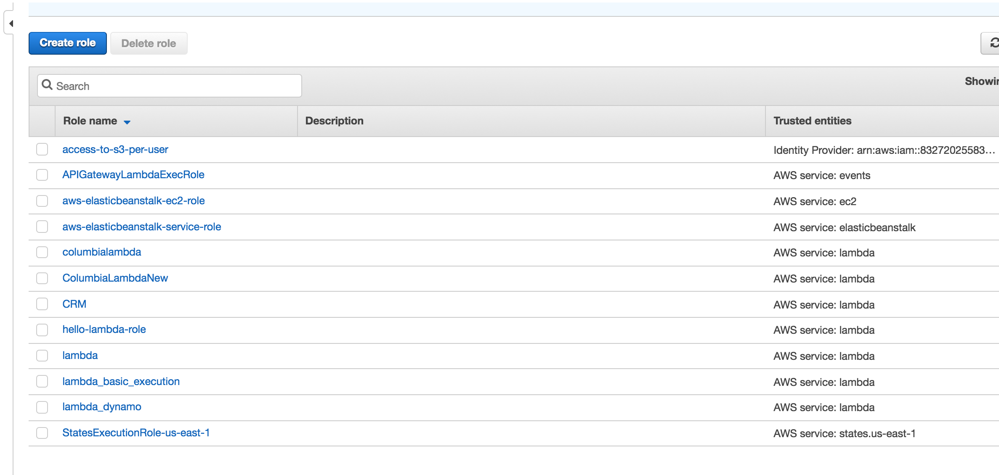 Create role Delete role
Search
Role name Description Trusted entities
access-to-s3-per-user Identity Provider: arn:aws:iam::83272025583...
APIGatewayLambdaExecRole AWS service: events
aws-elasticbeanstalk-ec2-role AWS service: ec2
aws-elasticbeanstalk-service-role AWS service: elasticbeanstalk
columbialambda AWS service: lambda
ColumbiaLambdaNew AWS service: lambda
CRM AWS service: lambda
hello-lambda-role AWS service: lambda
lambda AWS service: lambda
lambda_basic_execution AWS service: lambda
lambda_dynamo AWS service: lambda
StatesExecutionRole-us-east-1 AWS service: states.us-east-1